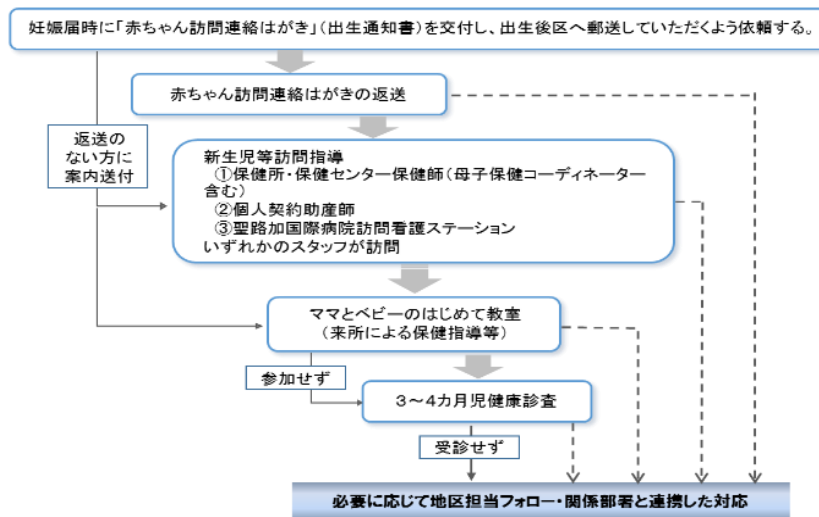 妊娠届時に「赤ちゃん訪問連絡はがき」（出生通知書）を交付し、出生後区へ郵送していただくよう依頼する。
赤ちゃん訪問連絡はがきの返送
返送の
ない方に
案内送付
新生児等訪問指導
①保健所・保健センター保健師（母子保健コーディネーター
含む）
②個人契約助産師
③聖路加国際病院訪問看護ステーション
いずれかのスタッフが訪問
ママとベビーのはじめて教室
（来所による保健指導等）
参加せず
３～４カ月児健康診査
受診せず
必要に応じて地区担当フォロー・関係部署と連携した対応